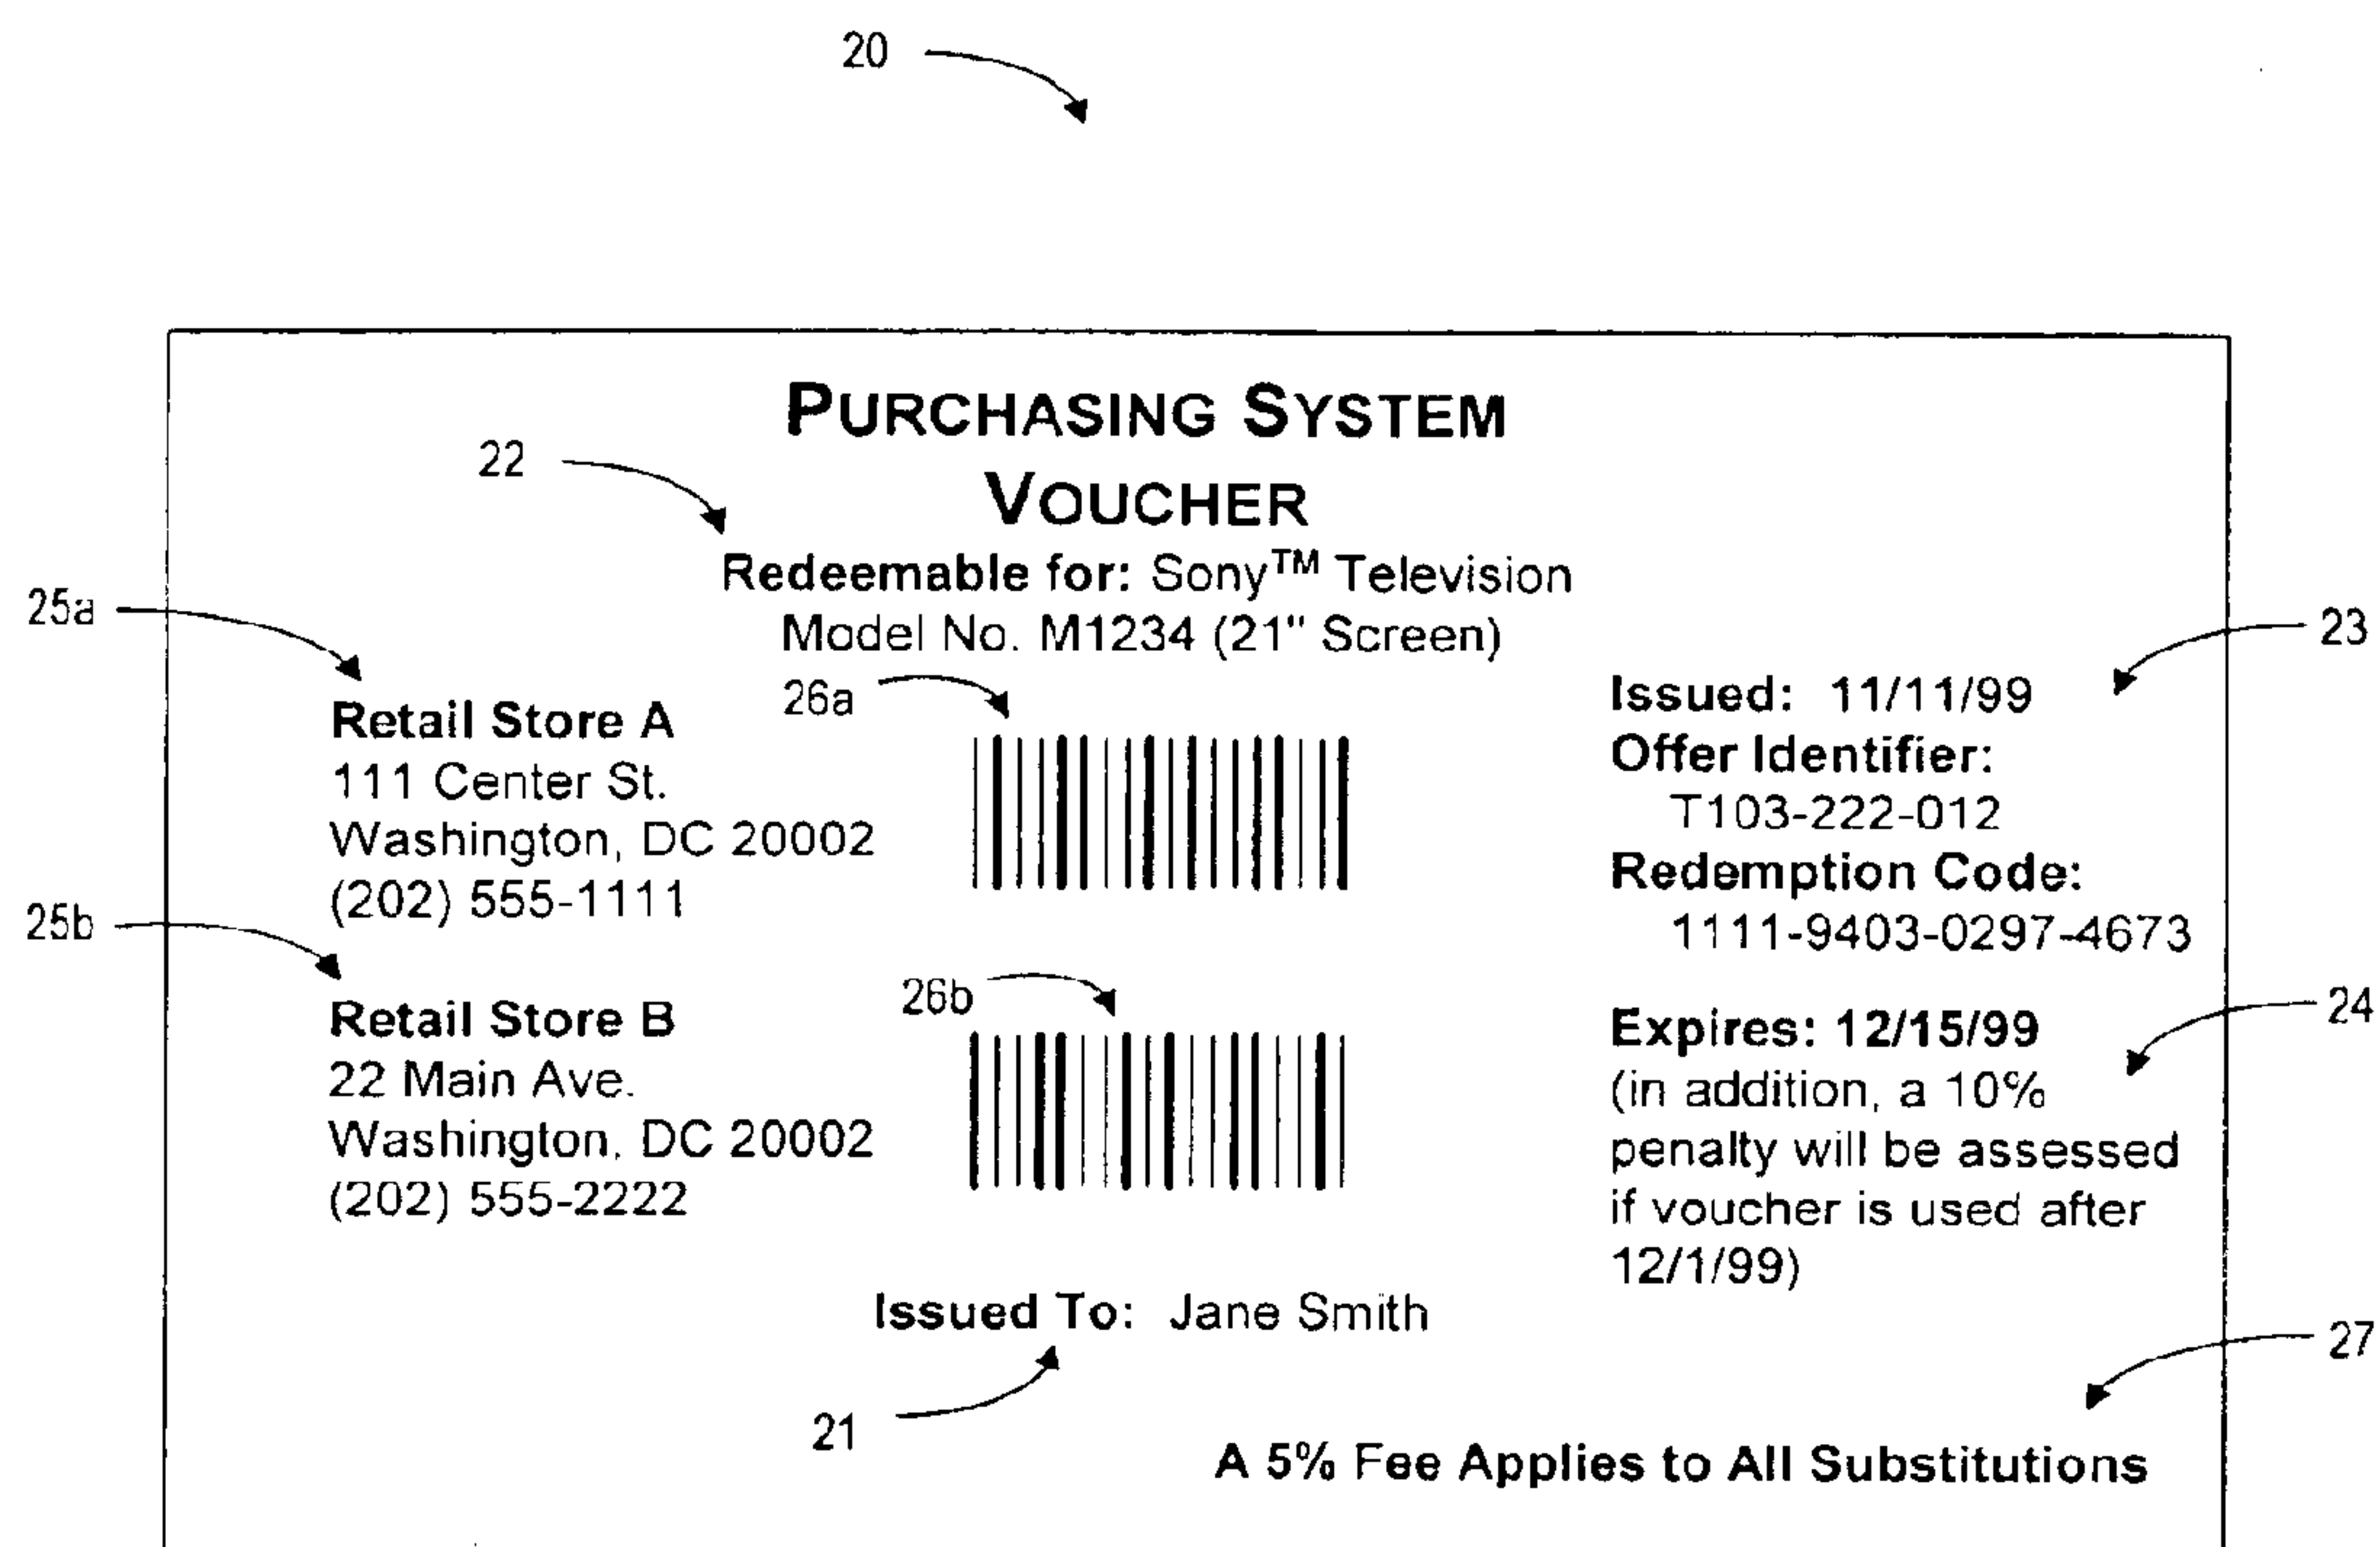 20
PURCHASING SYSTEM
VOUCHER
22
Redeemable for: Sony™ Television
Model No. M1234 (21" Screen)
25a
Retail Store A
111 Center St.
Washington, DC 20002
(202) 555-1111
26a
25b
Retail Store B
22 Main Ave.
Washington, DC 20002
(202) 555-2222
26b
23
Issued: 11/11/99
Offer Identifier:
T103-222-012
Redemption Code:
1111-9403-0297-4673
24
Expires: 12/15/99
(in addition, a 10%
penalty will be assessed
if voucher is used after
12/1/99)
Issued To: Jane Smith
21
27
A 5% Fee Applies to All Substitutions